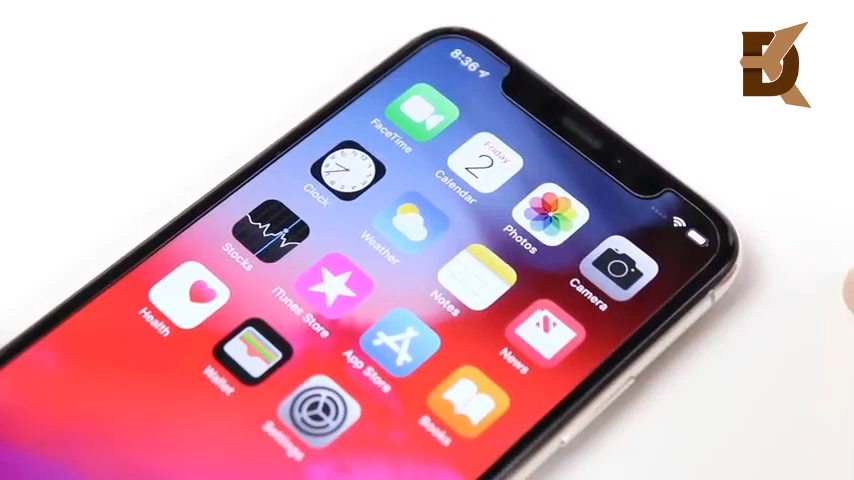 8:36
FaceTime
Friday
2
Calendar
Photos
Camera
Clock
Weather
Notes
News
Stocks
iTunes Store
App Store
Books
Health
Wallet
Settings
D